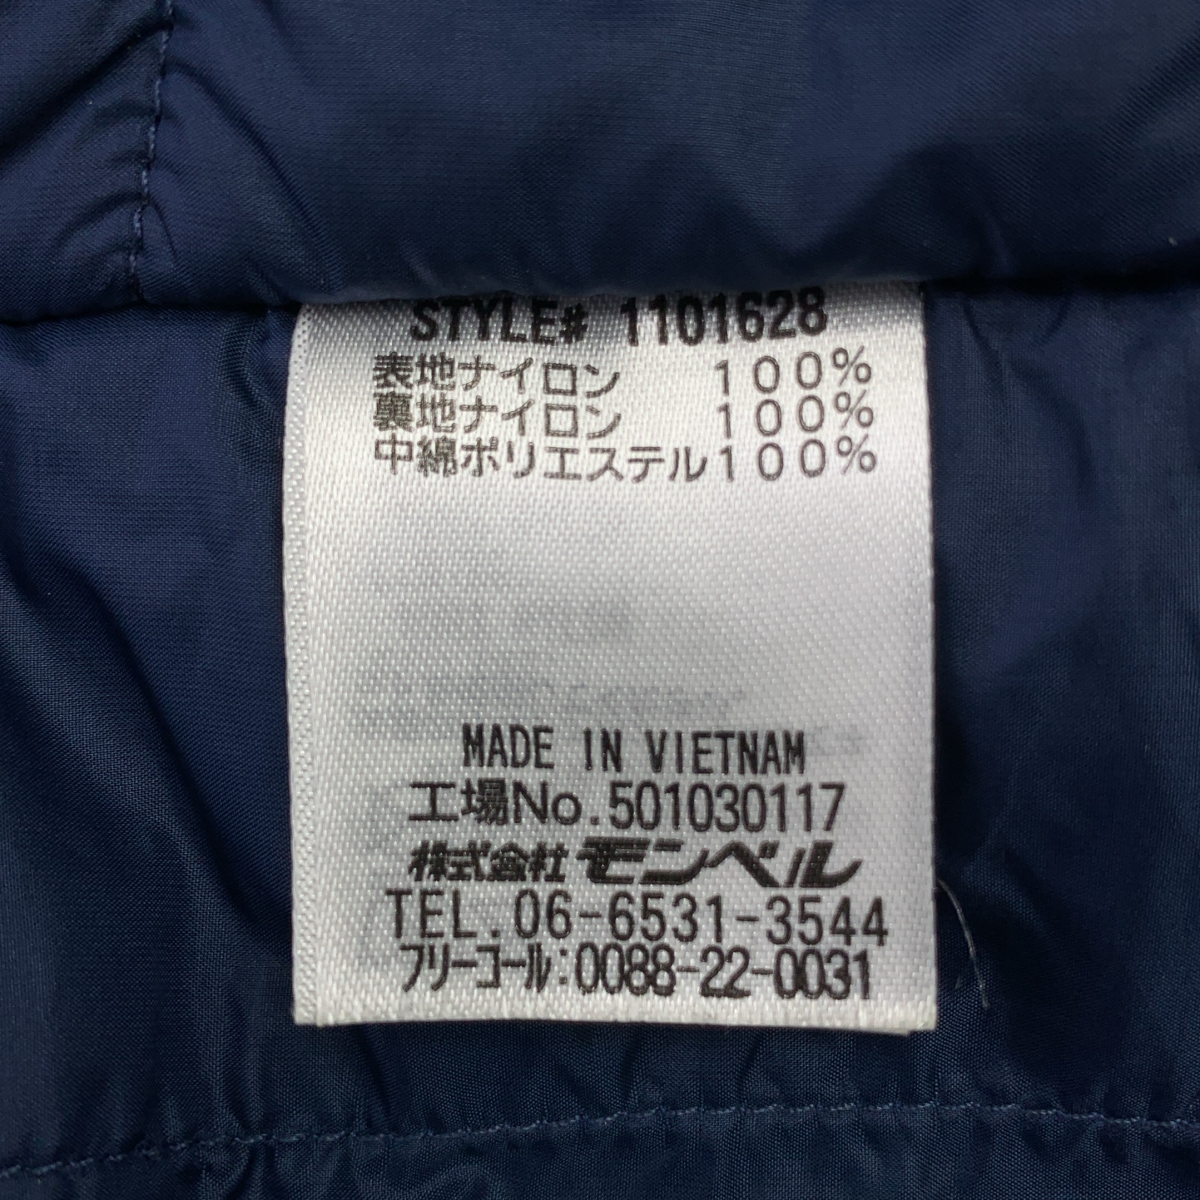 STYLE# 1101628
表地ナイロン 100%
裏地ナイロン 100%
中綿ポリエステル100%
MADE IN VIETNAM
工場No.501030117
株式会社 モンベル
TEL.06-6531-3544
フリーコール:0088-22-0031